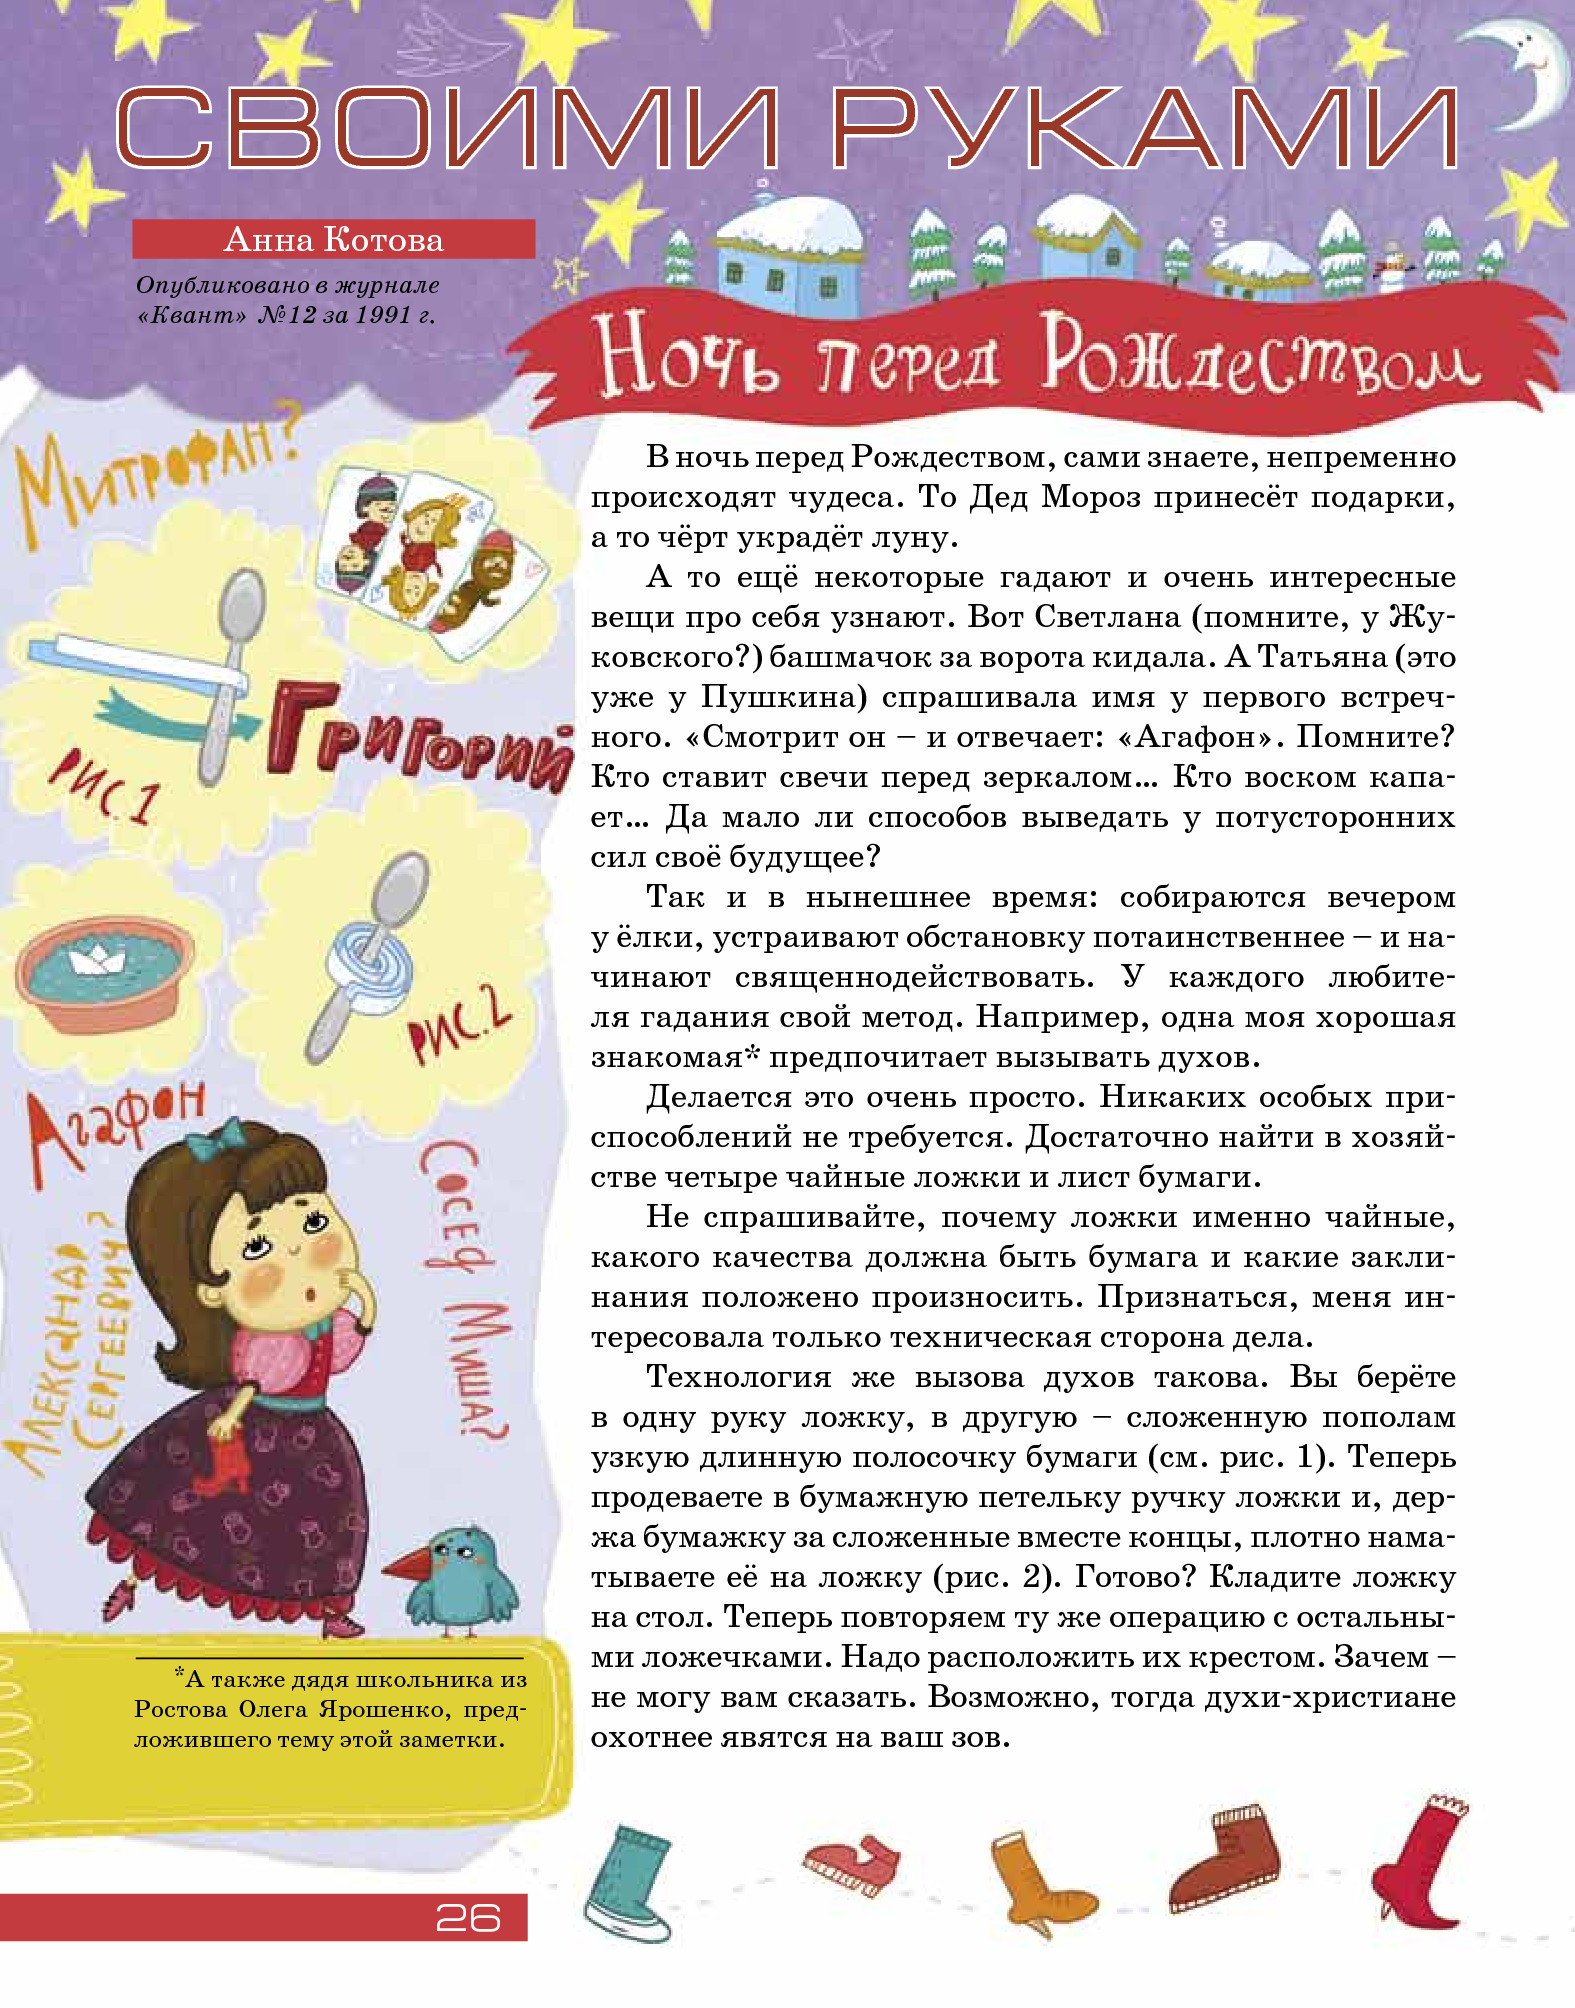 СВОИМИ РУКАМИ
Анна Котова
Опубликовано в журнале
«Квант» №12 за 1991 г.
Ночь перед Рождеством
Митрофан?
Григорий
Рис. 1
Рис. 2
Агафон
Александр
Сергеевич?
Сосед Миша?
*А также дядя школьника из
Ростова Олега Ярошенко, пред-
ложившего тему этой заметки.
В ночь перед Рождеством, сами знаете, непременно
происходят чудеса. То Дед Мороз принесёт подарки,
а то чёрт украдёт луну.
А то ещё некоторые гадают и очень интересные
вещи про себя узнают. Вот Светлана (помните, у Жу-
ковского?) башмачок за ворота кидала. А Татьяна (это
уже у Пушкина) спрашивала имя у первого встреч-
ного. «Смотрит он – и отвечает: «Агафон». Помните?
Кто ставит свечи перед зеркалом… Кто воском капа-
ет… Да мало ли способов выведать у потусторонних
сил своё будущее?
Так и в нынешнее время: собираются вечером
у ёлки, устраивают обстановку потаинственнее – и на-
чинают священнодействовать. У каждого любите-
ля гадания свой метод. Например, одна моя хорошая
знакомая* предпочитает вызывать духов.
Делается это очень просто. Никаких особых при-
способлений не требуется. Достаточно найти в хозяй-
стве четыре чайные ложки и лист бумаги.
Не спрашивайте, почему ложки именно чайные,
какого качества должна быть бумага и какие закли-
нания положено произносить. Признаться, меня ин-
тересовала только техническая сторона дела.
Технология же вызова духов такова. Вы берёте
в одну руку ложку, в другую – сложенную пополам
узкую длинную полосочку бумаги (см. рис. 1). Теперь
продеваете в бумажную петельку ручку ложки и, дер-
жа бумажку за сложенные вместе концы, плотно нама-
тываете её на ложку (рис. 2). Готово? Кладите ложку
на стол. Теперь повторяем ту же операцию с остальны-
ми ложечками. Надо расположить их крестом. Зачем –
не могу вам сказать. Возможно, тогда духи-христиане
охотнее явятся на ваш зов.
26